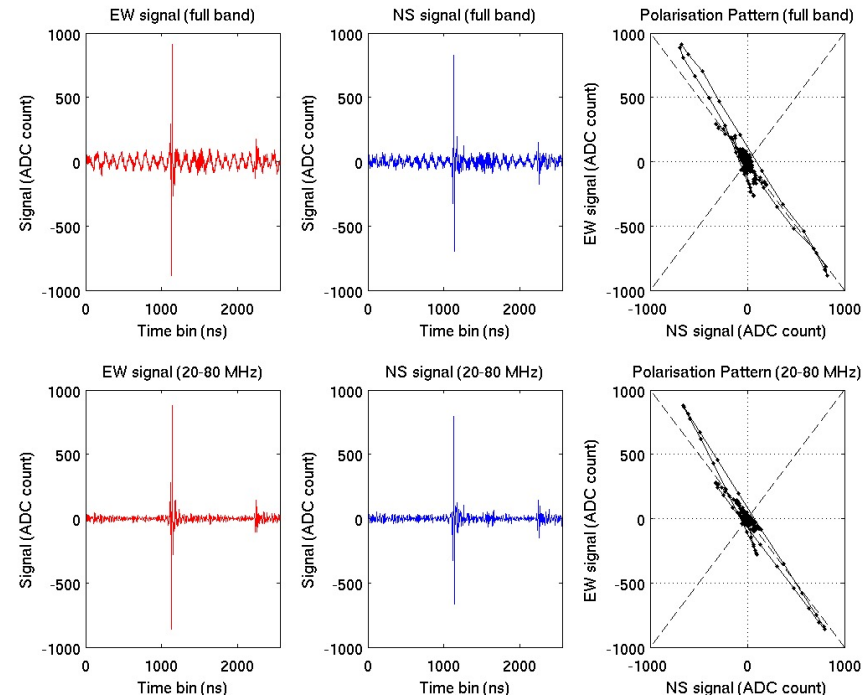 EW signal (full band)
1000
500
0
-500
-1000
Signal (ADC count)
0
1000
2000
Time bin (ns)
NS signal (full band)
1000
500
0
-500
-1000
Signal (ADC count)
0
1000
2000
Time bin (ns)
Polarisation Pattern (full band)
1000
500
0
-500
-1000
EW signal (ADC count)
-1000
0
1000
NS signal (ADC count)
EW signal (20-80 MHz)
1000
500
0
-500
-1000
Signal (ADC count)
0
1000
2000
Time bin (ns)
NS signal (20-80 MHz)
1000
500
0
-500
-1000
Signal (ADC count)
0
1000
2000
Time bin (ns)
Polarisation Pattern (20-80 MHz)
1000
500
0
-500
-1000
EW signal (ADC count)
-1000
0
1000
NS signal (ADC count)